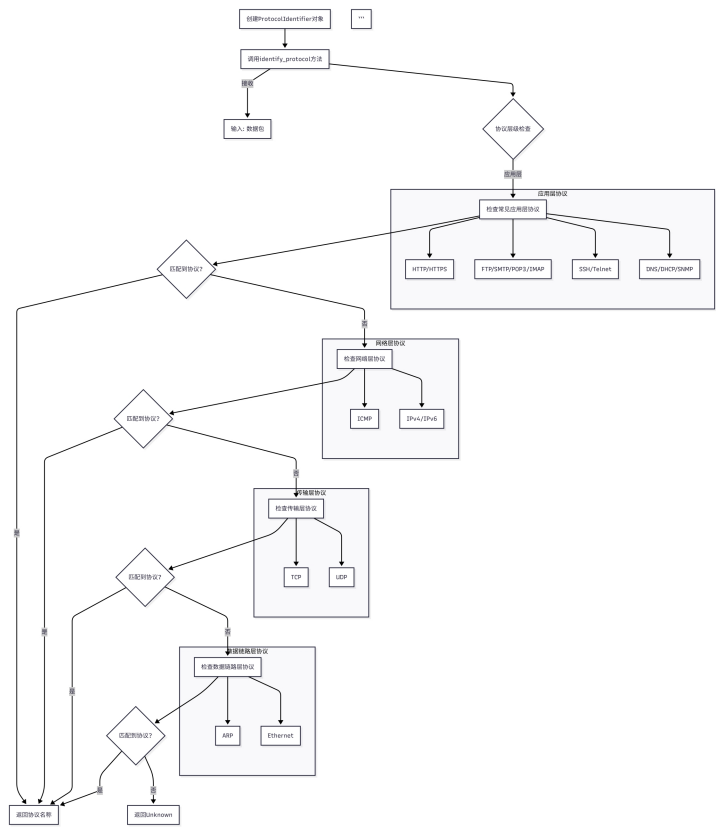 创建ProtocolIdentifier对象
...
调用identify_protocol方法
接收
输入: 数据包
协议层级检查
应用层
应用层协议
检查常见应用层协议
HTTP/HTTPS
FTP/SMTP/POP3/IMAP
SSH/Telnet
DNS/DHCP/SNMP
匹配到协议?
否
网络层协议
检查网络层协议
ICMP
IPv4/IPv6
匹配到协议?
否
传输层协议
检查传输层协议
TCP
UDP
是
匹配到协议?
是
否
数据链路层协议
检查数据链路层协议
是
ARP
Ethernet
匹配到协议?
是
否
返回协议名称
返回Unknown